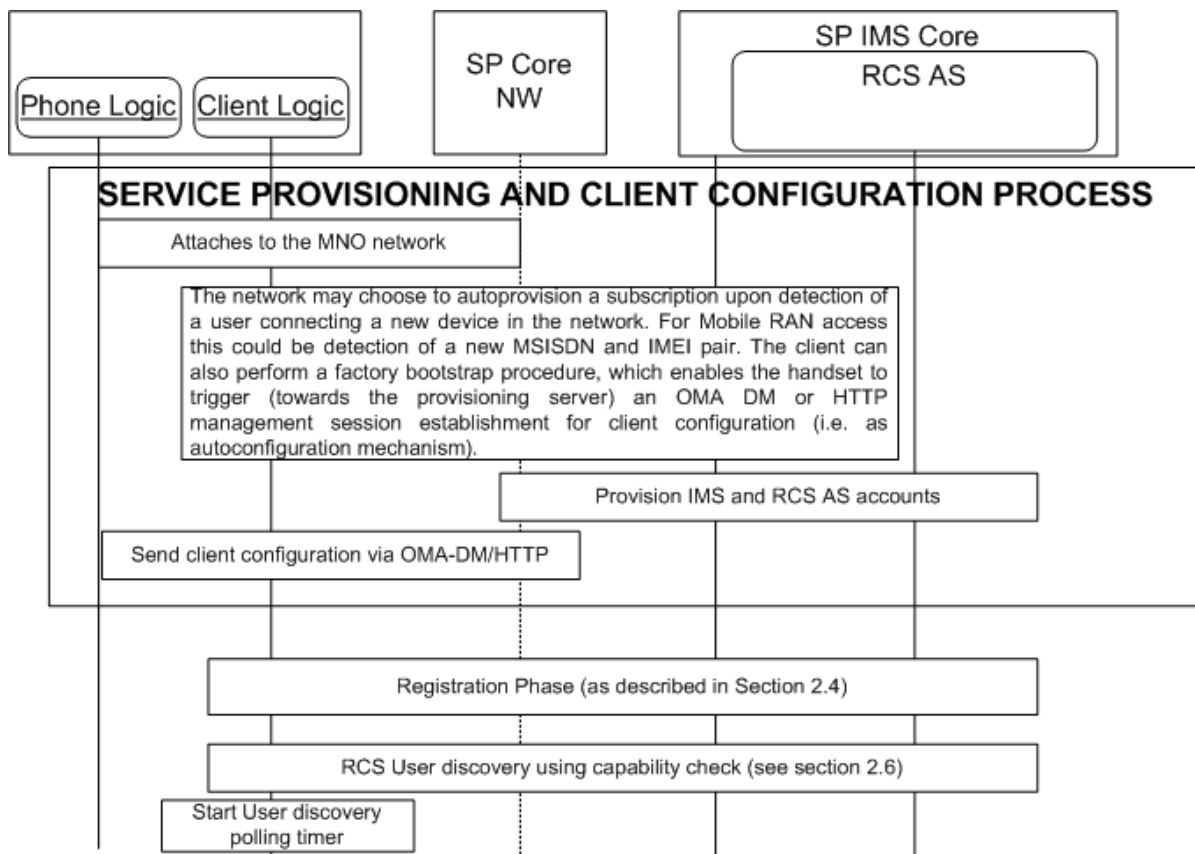 SP IMS Core
RCS AS
SP Core
NW
Phone Logic
Client Logic
SERVICE PROVISIONING AND CLIENT CONFIGURATION PROCESS
Attaches to the MNO network
The network may choose to autoprovision a subscription upon detection of
a user connecting a new device in the network. For Mobile RAN access
this could be detection of a new MSISDN and IMEI pair. The client can
also perform a factory bootstrap procedure, which enables the handset to
trigger (towards the provisioning server) an OMA DM or HTTP
management session establishment for client configuration (i.e. as
autoconfiguration mechanism).
Provision IMS and RCS AS accounts
Send client configuration via OMA-DM/HTTP
Registration Phase (as described in Section 2.4)
RCS User discovery using capability check (see section 2.6)
Start User discovery
polling timer